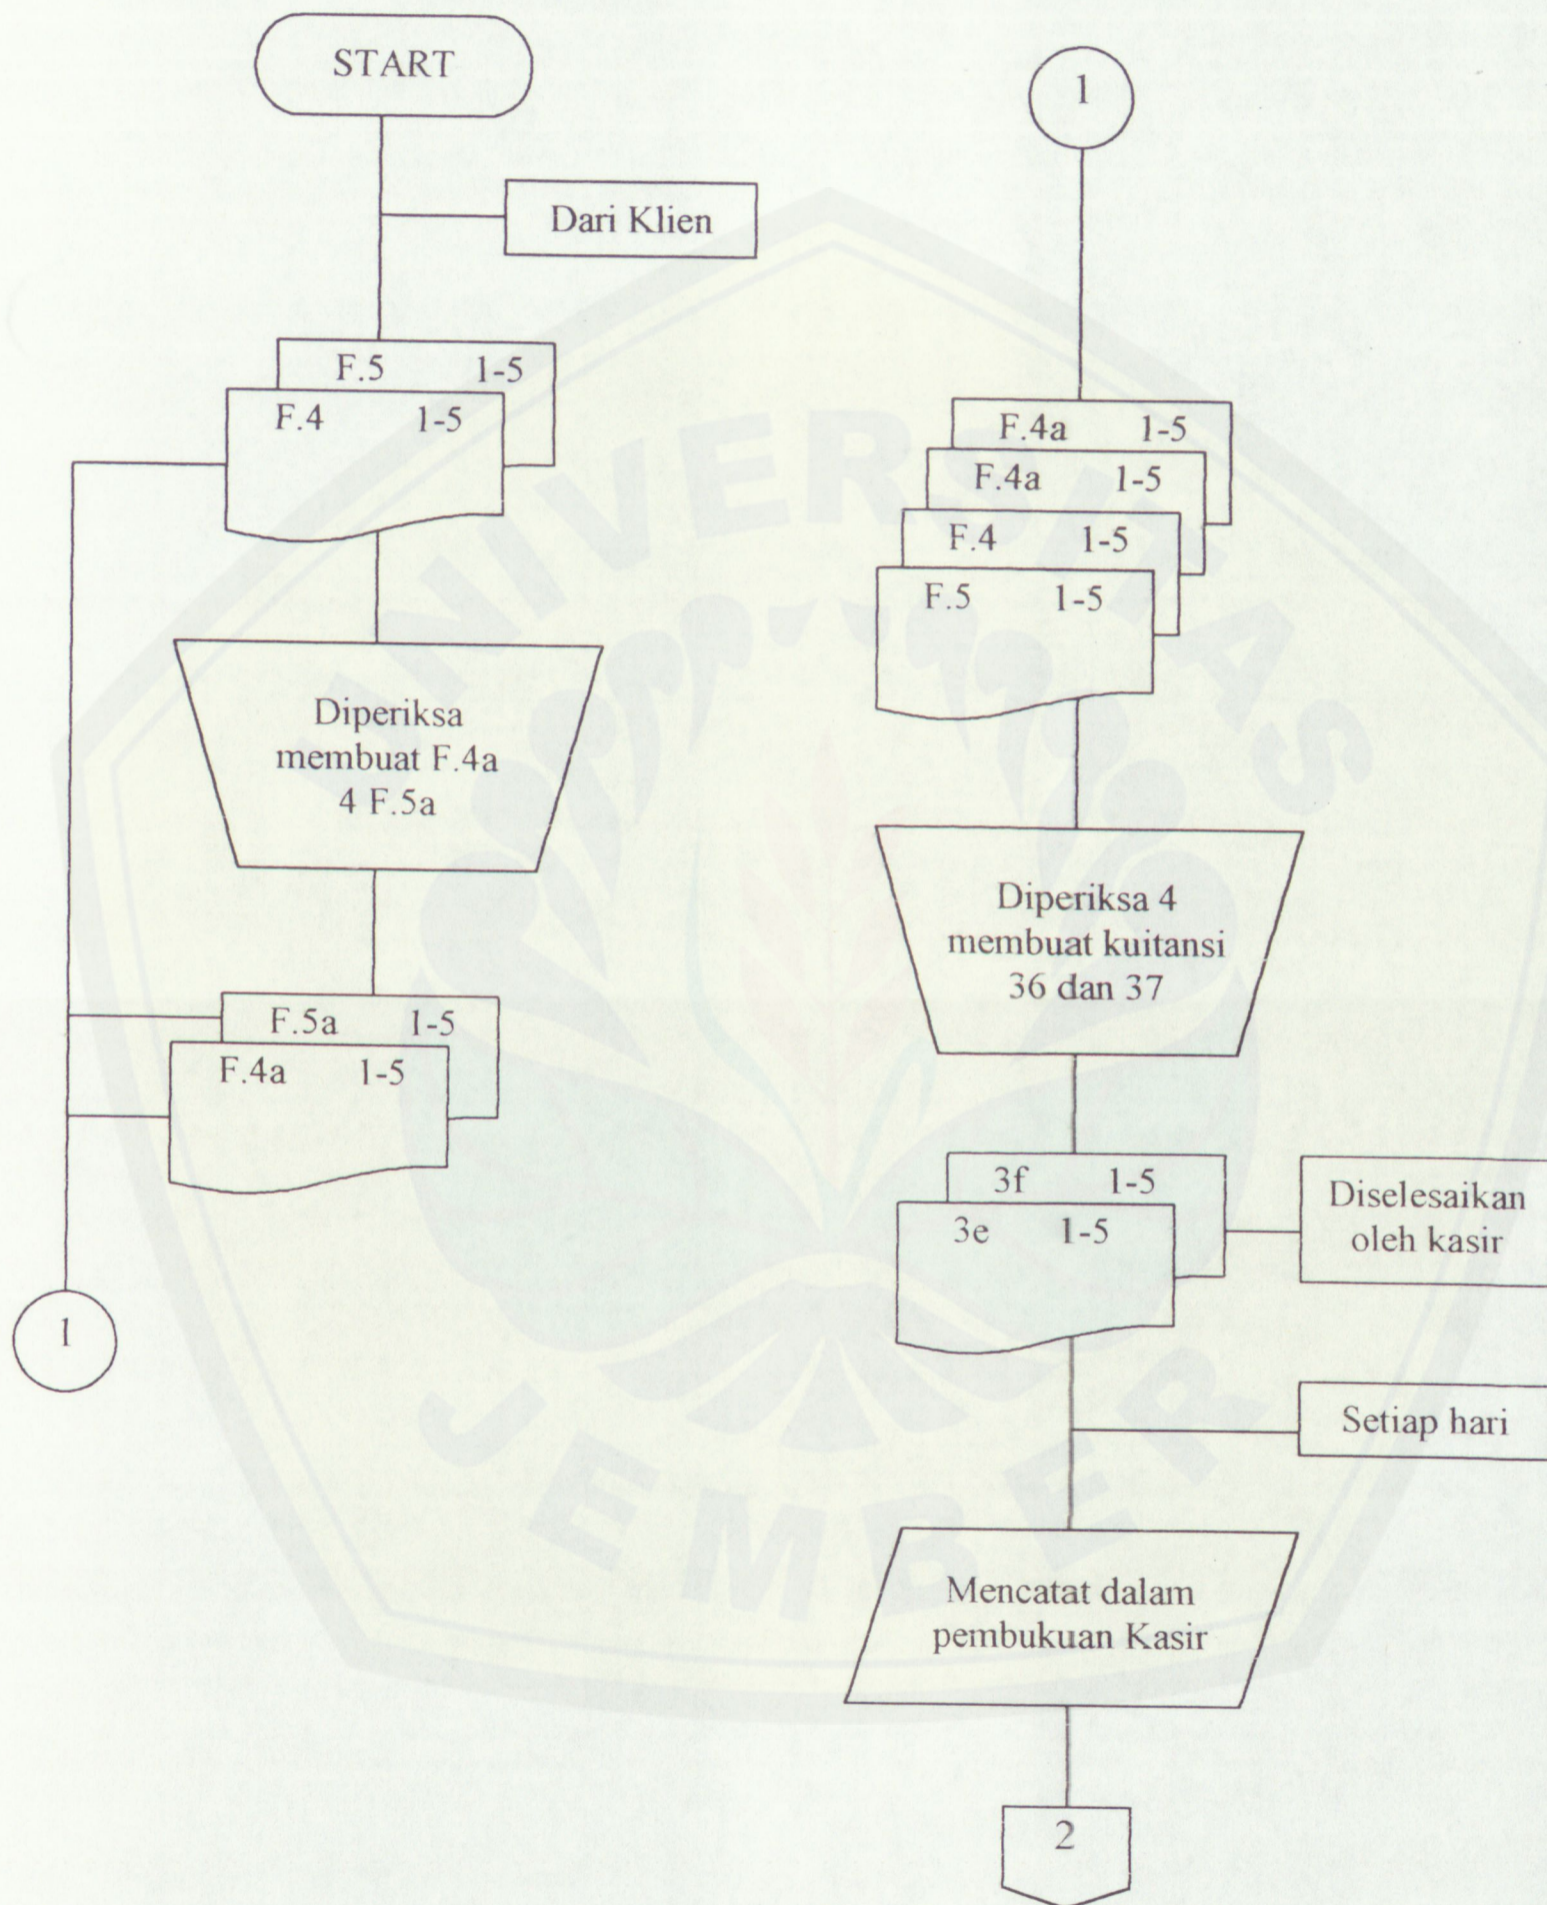 START
Dari Klien
F.5 1-5
F.4 1-5
Diperiksa
membuat F.4a
4 F.5a
F.5a 1-5
F.4a 1-5
1
1
F.4a 1-5
F.4a 1-5
F.4 1-5
F.5 1-5
Diperiksa 4
membuat kuitansi
36 dan 37
3f 1-5
3e 1-5
Diselesaikan
oleh kasir
Setiap hari
Mencatat dalam
pembukuan Kasir
2
UNIVERSITAS
JEMBER